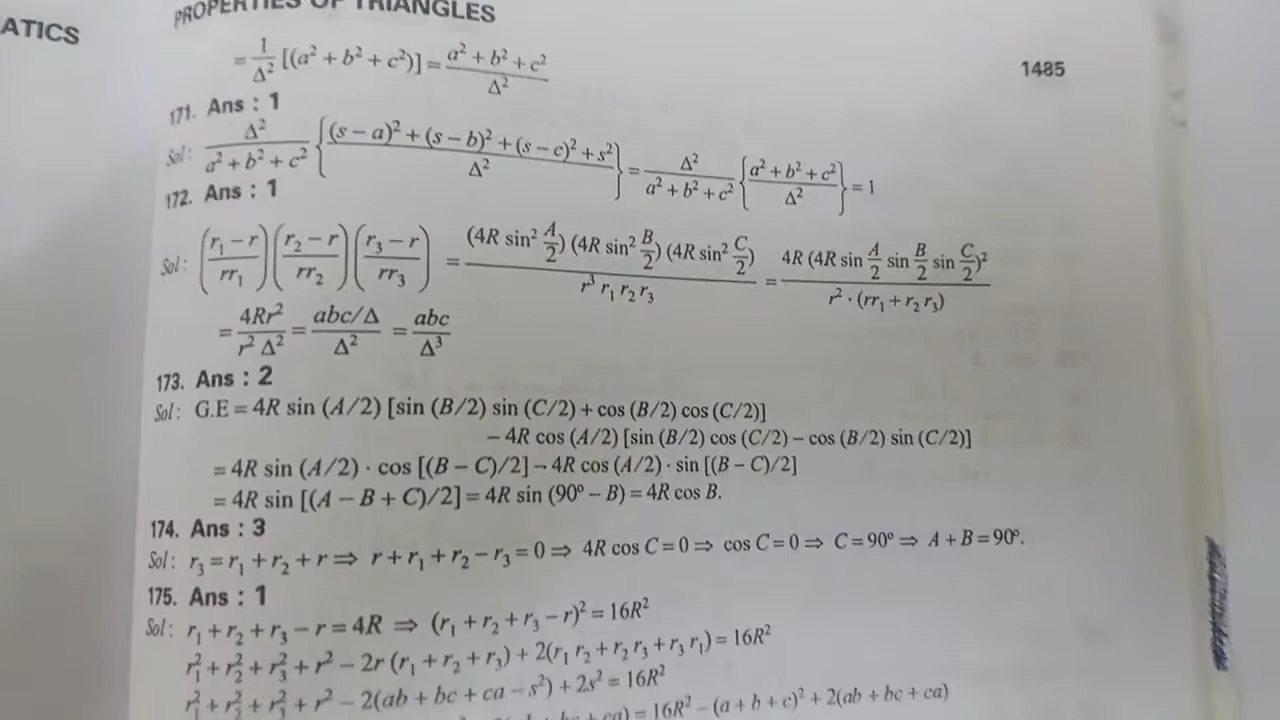 ATICS
PROPERTIES OF TRIANGLES
1485
= 1/Δ² [(a² + b² + c²)] = (a² + b² + c²)/Δ²
171. Ans : 1
Sol: Δ²/(a² + b² + c²) {((s − a)² + (s − b)² + (s − c)² + s²)/Δ²} = Δ²/(a² + b² + c²) {(a² + b² + c²)/Δ²} = 1
172. Ans : 1
Sol: ((r₁ − r)/(rr₁)) ((r₂ − r)/(rr₂)) ((r₃ − r)/(rr₃)) = ((4R sin² A/2) (4R sin² B/2) (4R sin² C/2))/(r³ r₁ r₂ r₃) = (4R (4R sin A/2 sin B/2 sin C/2)²)/(r² · (rr₁ + r₂ r₃))
= 4Rr²/(r² Δ²) = (abc/Δ)/Δ² = abc/Δ³
173. Ans : 2
Sol: G.E = 4R sin (A/2) [sin (B/2) sin (C/2) + cos (B/2) cos (C/2)]
− 4R cos (A/2) [sin (B/2) cos (C/2) − cos (B/2) sin (C/2)]
= 4R sin (A/2) · cos [(B − C)/2] − 4R cos (A/2) · sin [(B − C)/2]
= 4R sin [(A − B + C)/2] = 4R sin (90° − B) = 4R cos B.
174. Ans : 3
Sol: r₃ = r₁ + r₂ + r ⇒ r + r₁ + r₂ − r₃ = 0 ⇒ 4R cos C = 0 ⇒ cos C = 0 ⇒ C = 90° ⇒ A + B = 90°.
175. Ans : 1
Sol: r₁ + r₂ + r₃ − r = 4R ⇒ (r₁ + r₂ + r₃ − r)² = 16R²
r₁² + r₂² + r₃² + r² − 2r (r₁ + r₂ + r₃) + 2(r₁ r₂ + r₂ r₃ + r₃ r₁) = 16R²
r₁² + r₂² + r₃² + r² − 2(ab + bc + ca − s²) + 2s² = 16R²
+ ca) = 16R² − (a + b + c)² + 2(ab + bc + ca)